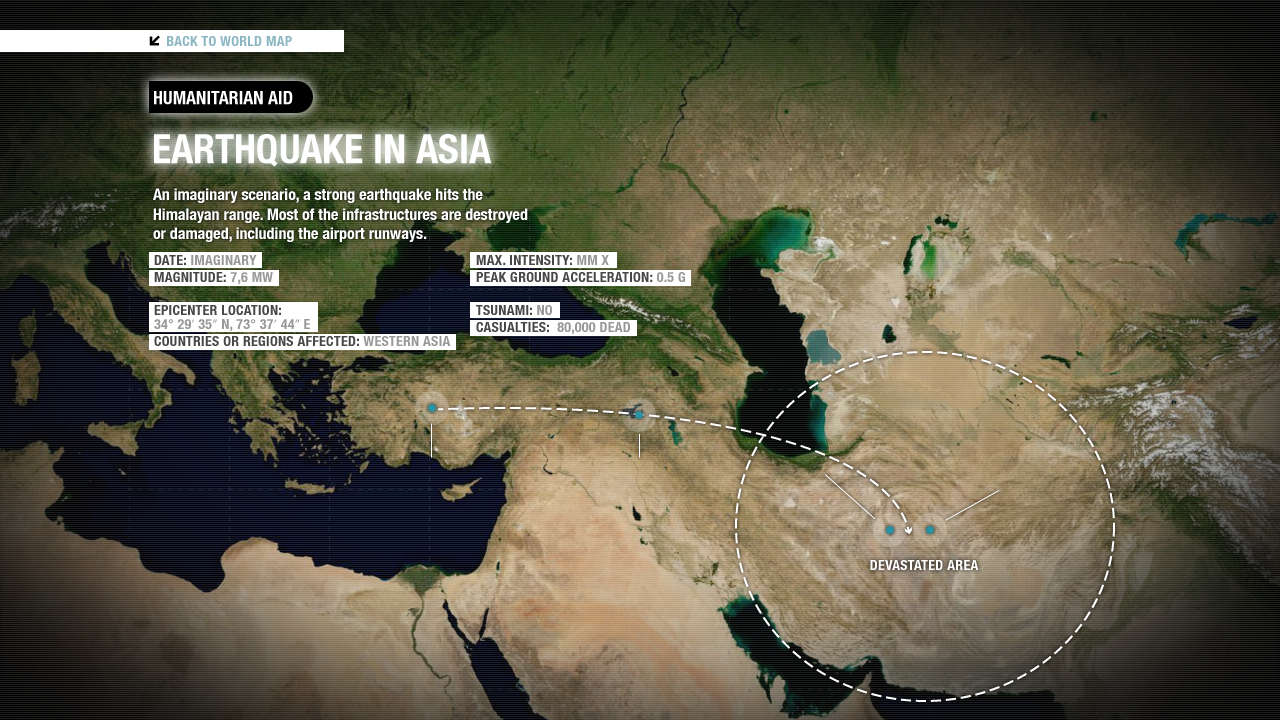 BACK TO WORLD MAP
HUMANITARIAN AID
EARTHQUAKE IN ASIA
An imaginary scenario, a strong earthquake hits the
Himalayan range. Most of the infrastructures are destroyed
or damaged, including the airport runways.
DATE: IMAGINARY
MAGNITUDE: 7,6 MW
EPICENTER LOCATION:
34° 29′ 35″ N, 73° 37′ 44″ E
COUNTRIES OR REGIONS AFFECTED: WESTERN ASIA
MAX. INTENSITY: MM X
PEAK GROUND ACCELERATION: 0.5 G
TSUNAMI: NO
CASUALTIES: 80,000 DEAD
DEVASTATED AREA